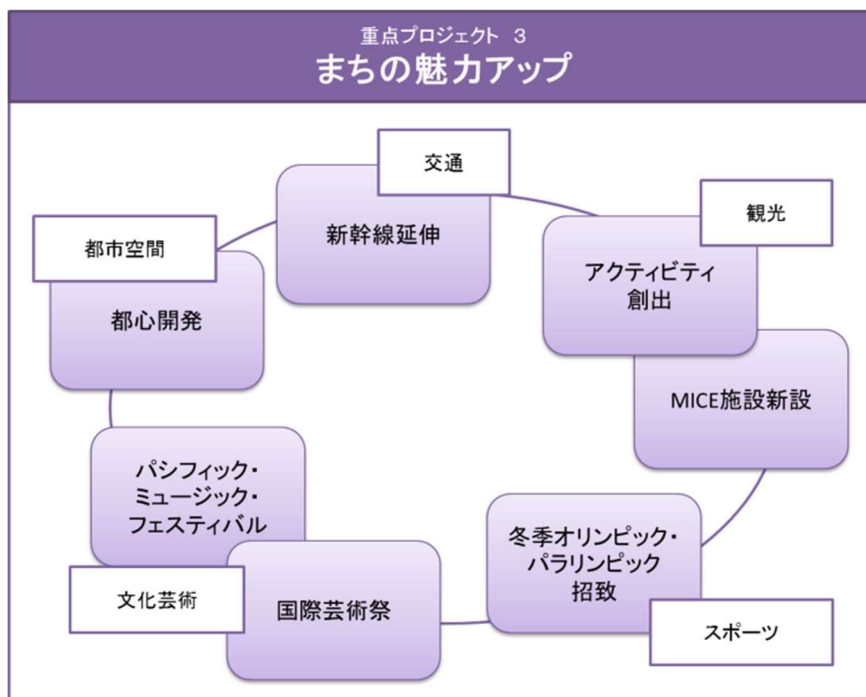 重点プロジェクト 3
まちの魅力アップ
交通
新幹線延伸
観光
アクティビティ
創出
MICE施設新設
都市空間
都心開発
パシフィック・
ミュージック・
フェスティバル
文化芸術
国際芸術祭
冬季オリンピック・
パラリンピック
招致
スポーツ